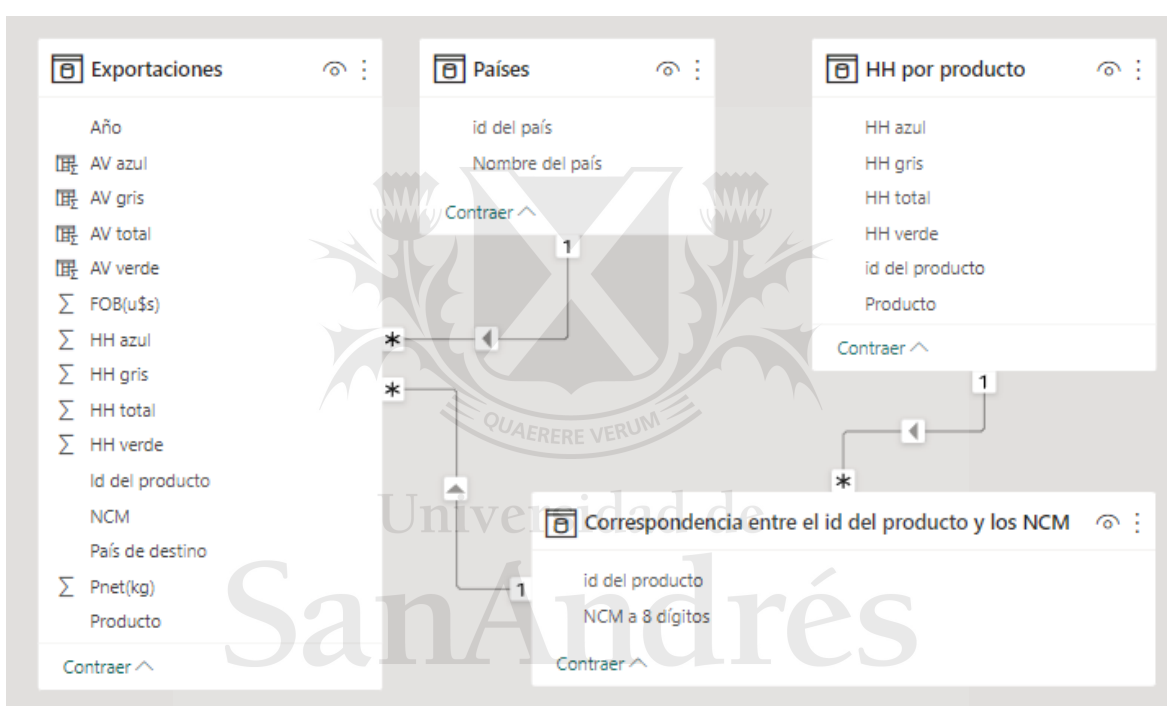 Exportaciones
Año
AV azul
AV gris
AV total
AV verde
FOB(u$s)
HH azul
HH gris
HH total
HH verde
Id del producto
NCM
País de destino
Pnet(kg)
Producto
Contraer
Países
id del país
Nombre del país
Contraer
1
*
*
1
HH por producto
HH azul
HH gris
HH total
HH verde
id del producto
Producto
Contraer
1
*
Correspondencia entre el id del producto y los NCM
id del producto
NCM a 8 dígitos
Contraer
QUAERERE VERUM
Universidad de
SanAndrés